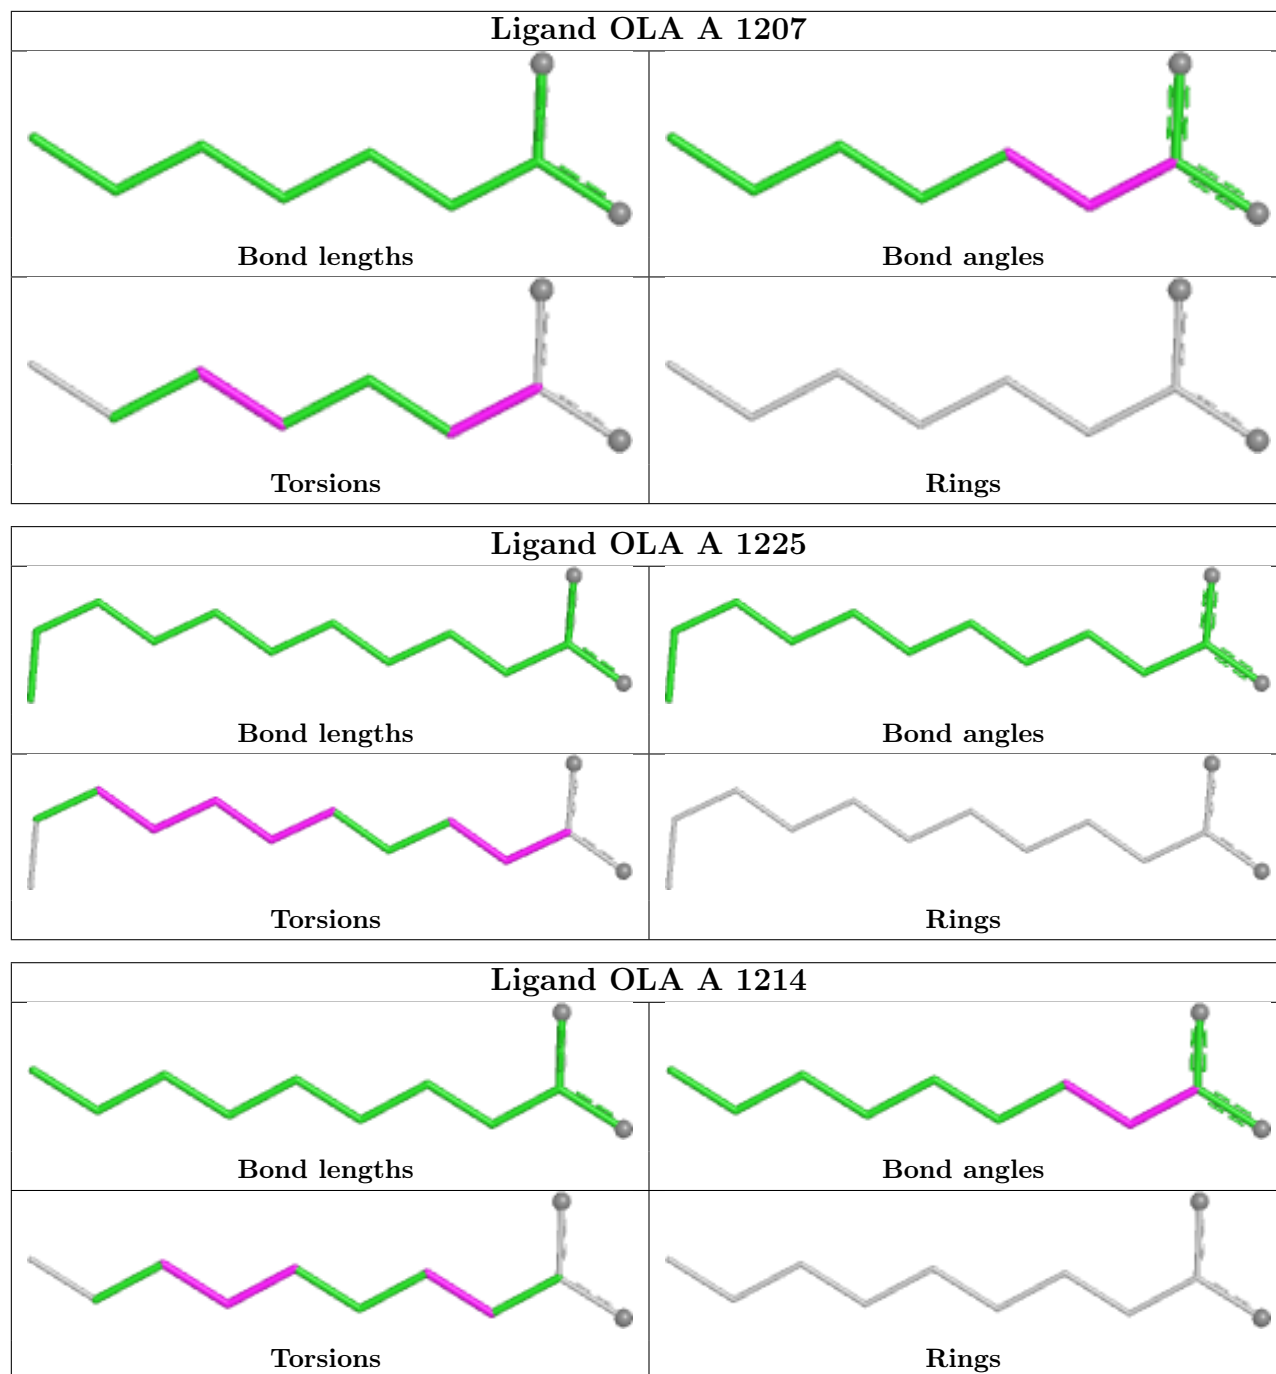 Ligand OLA A 1207
Bond lengths
Bond angles
Torsions
Rings
Ligand OLA A 1225
Bond lengths
Bond angles
Torsions
Rings
Ligand OLA A 1214
Bond lengths
Bond angles
Torsions
Rings